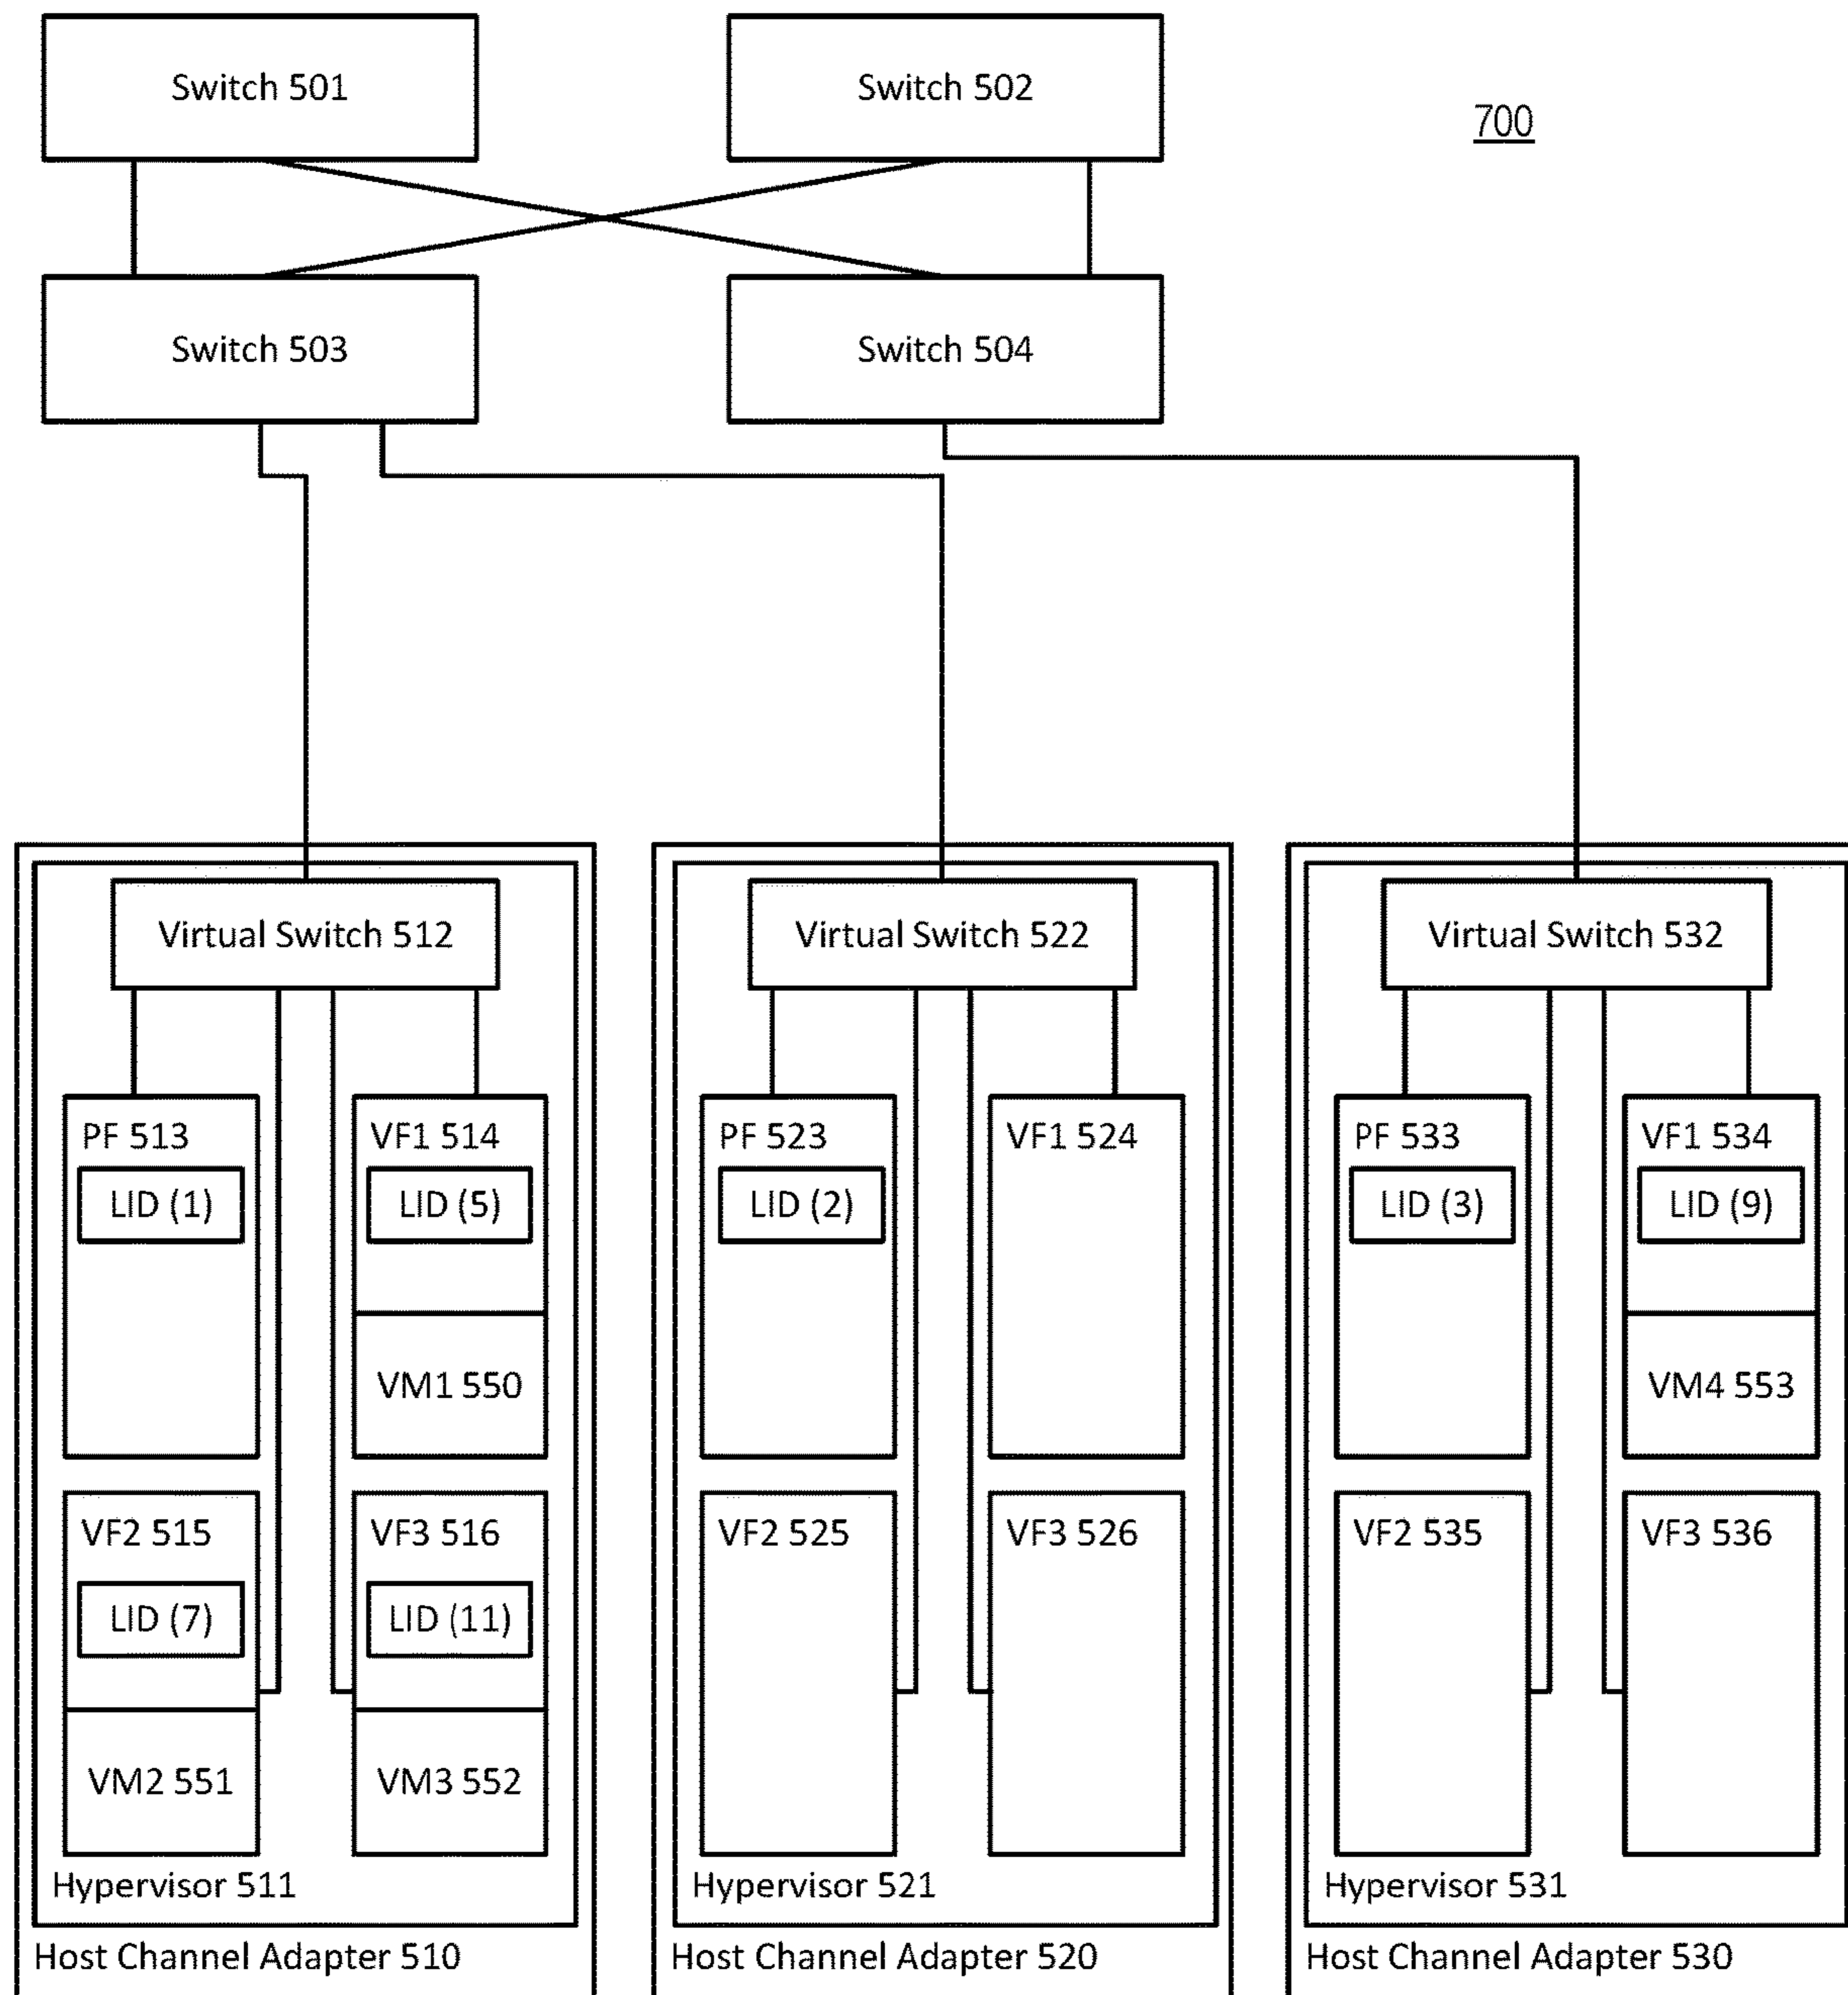 Switch 501
Switch 502
700
Switch 503
Switch 504
Virtual Switch 512
Virtual Switch 522
Virtual Switch 532
PF 513
LID (1)
VF1 514
LID (5)
VM1 550
VF2 515
LID (7)
VM2 551
VF3 516
LID (11)
VM3 552
Hypervisor 511
Host Channel Adapter 510
PF 523
LID (2)
VF1 524
VF2 525
VF3 526
Hypervisor 521
Host Channel Adapter 520
PF 533
LID (3)
VF1 534
LID (9)
VM4 553
VF2 535
VF3 536
Hypervisor 531
Host Channel Adapter 530